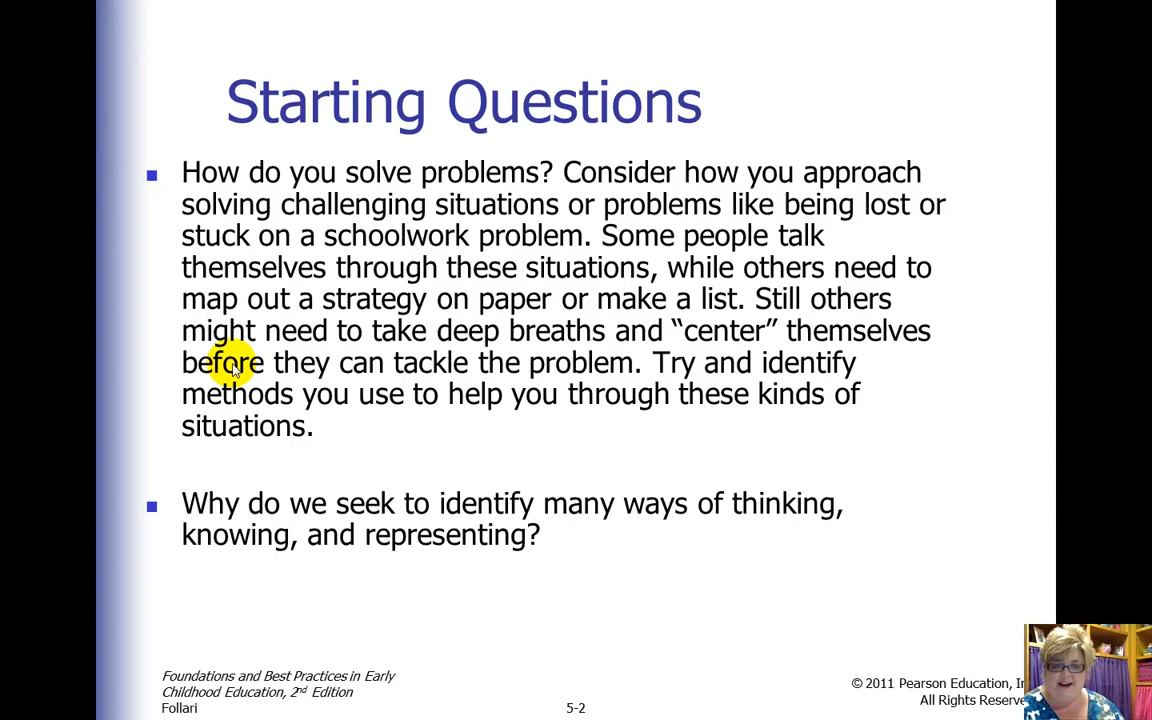 Starting Questions
How do you solve problems? Consider how you approach
solving challenging situations or problems like being lost or
stuck on a schoolwork problem. Some people talk
themselves through these situations, while others need to
map out a strategy on paper or make a list. Still others
might need to take deep breaths and “center” themselves
before they can tackle the problem. Try and identify
methods you use to help you through these kinds of
situations.
Why do we seek to identify many ways of thinking,
knowing, and representing?
Foundations and Best Practices in Early
Childhood Education, 2nd Edition
Follari
5-2
© 2011 Pearson Education,
All Rights